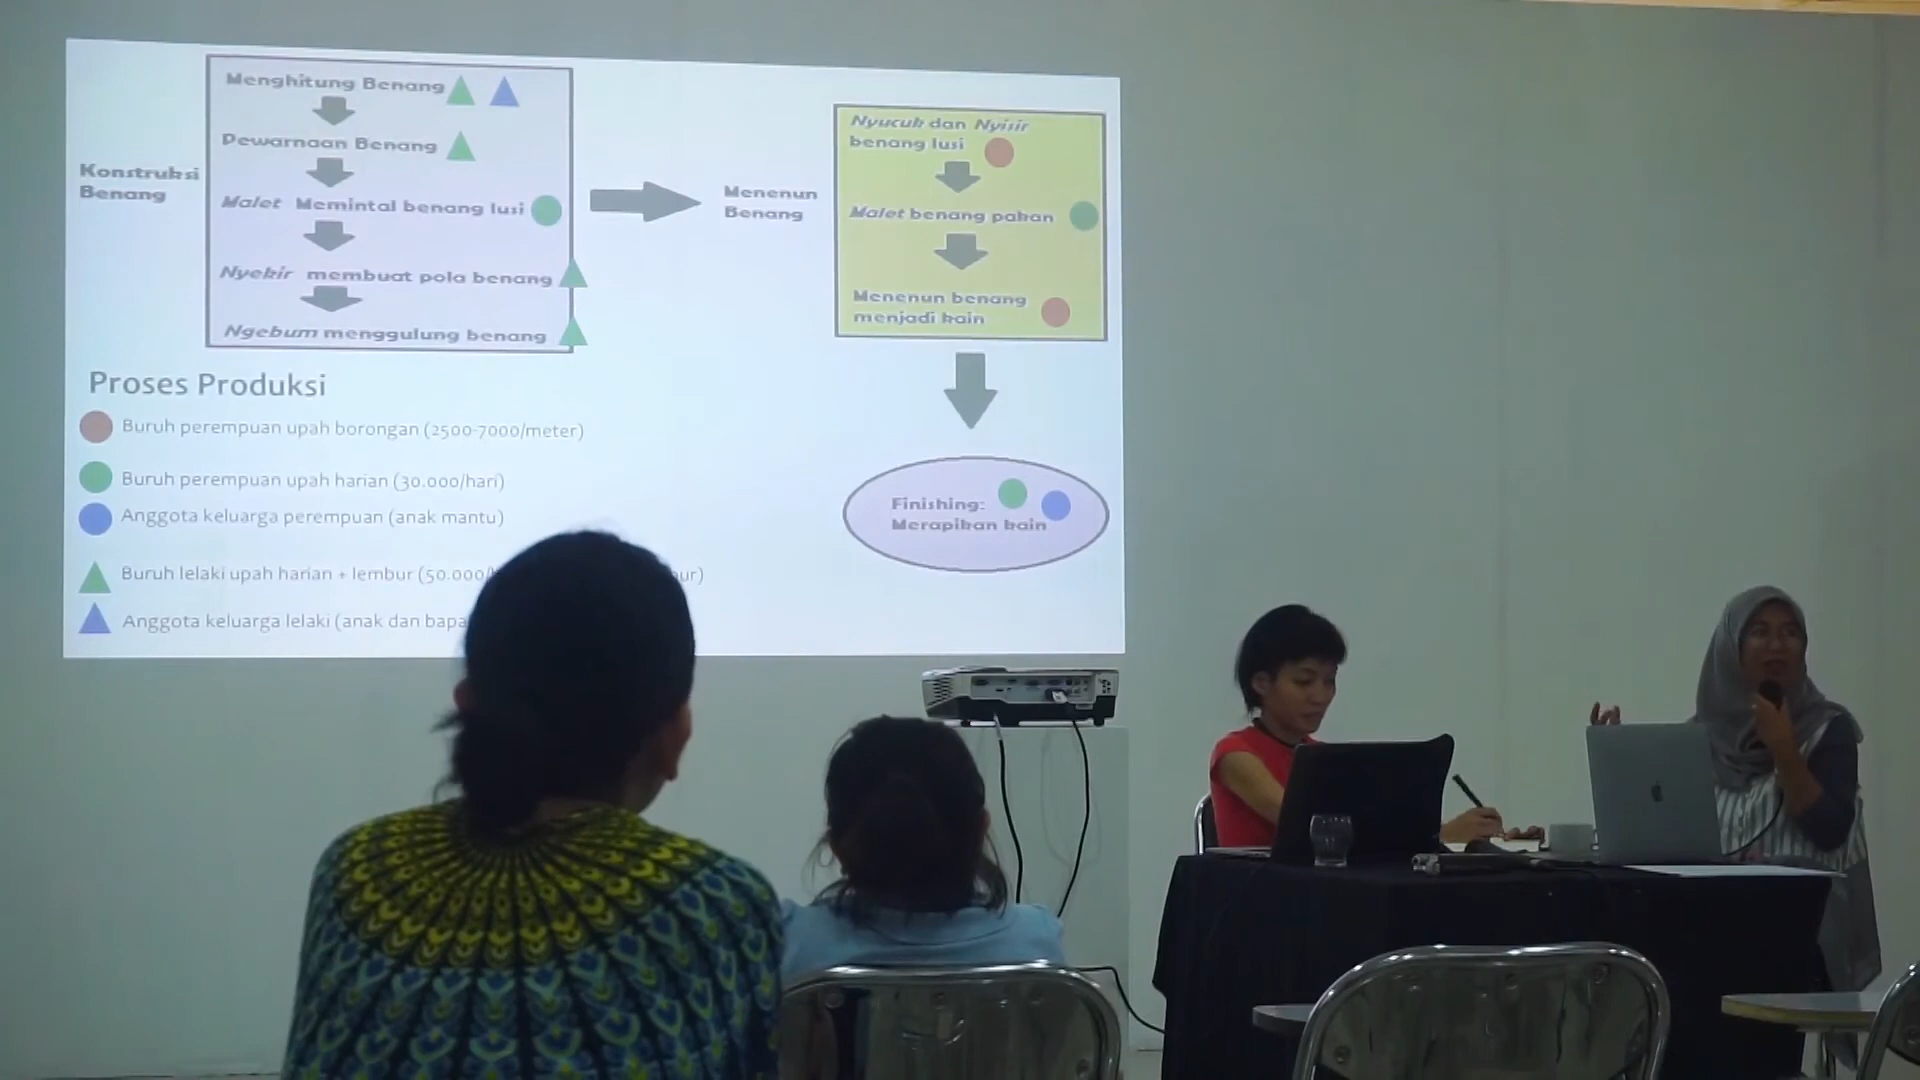 Menghitung Benang
Pewarnaan Benang
Konstruksi
Benang
Malet Memintal benang lusi
Nyekir membuat pola benang
Ngebum menggulung benang
Menenun
Benang
Nyucuk dan Nyisir
benang lusi
Malet benang pakan
Menenun benang
menjadi kain
Finishing:
Merapikan kain
Proses Produksi
Buruh perempuan upah borongan (2500-7000/meter)
Buruh perempuan upah harian (30.000/hari)
Anggota keluarga perempuan (anak mantu)
Buruh lelaki upah harian + lembur (50.000/
Anggota keluarga lelaki (anak dan bapa